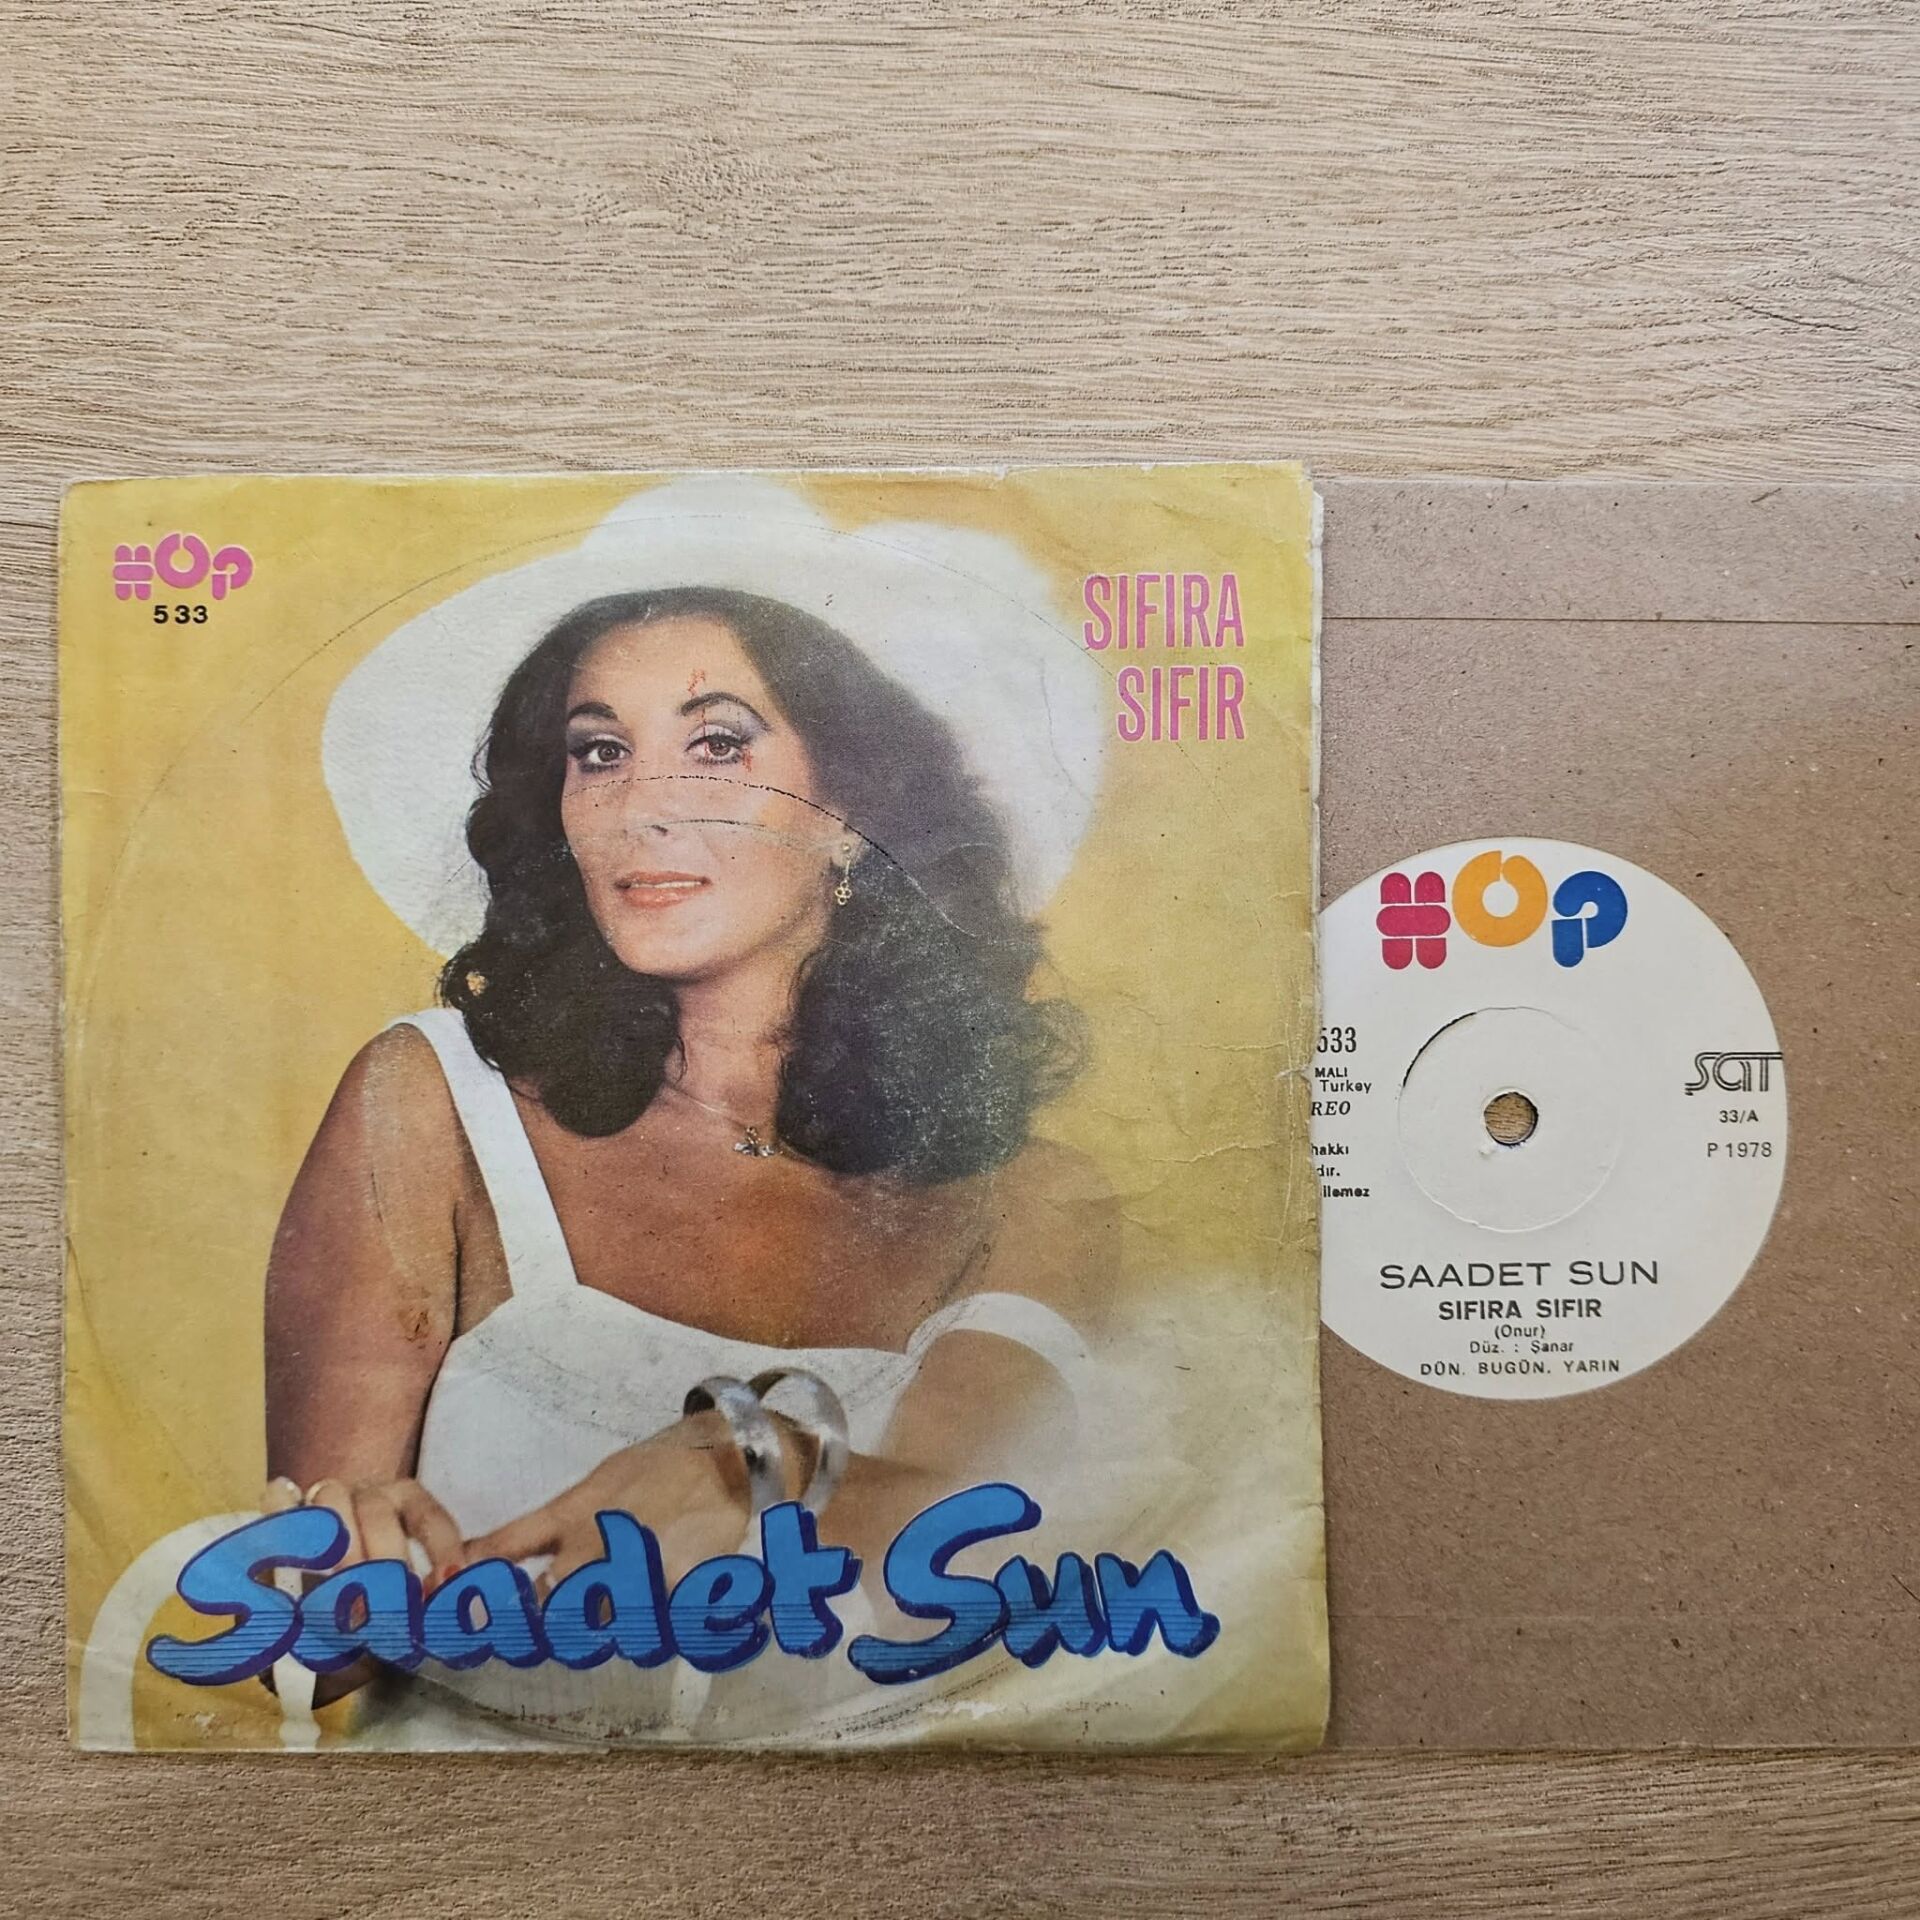 HOP
533
SIFIRA
SIFIR
Saadet Sun
HOP
533
MALI
Turkey
REO
hakkı
dır.
ilemez
sat
33/A
P 1978
SAADET SUN
SIFIRA SIFIR
(Onur)
Düz. : Şanar
DÜN. BUGÜN. YARIN